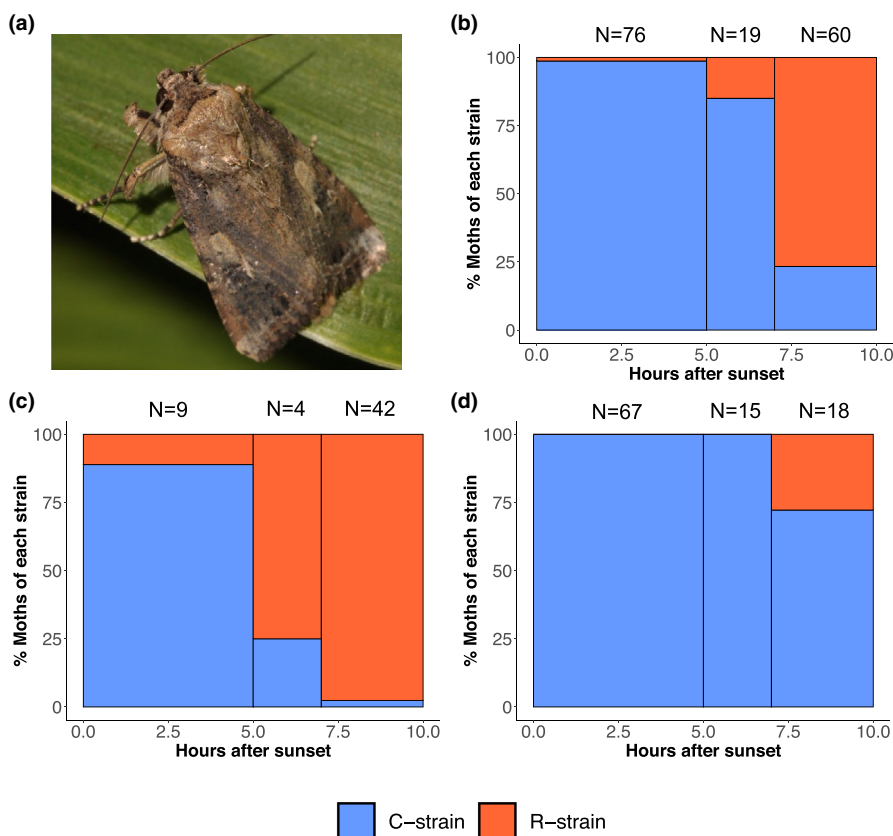 (a)
(b)
N=76 N=19 N=60
100
75
50
25
0
% Moths of each strain
0.0 2.5 5.0 7.5 10.0
Hours after sunset
(c)
N=9 N=4 N=42
100
75
50
25
0
% Moths of each strain
0.0 2.5 5.0 7.5 10.0
Hours after sunset
(d)
N=67 N=15 N=18
100
75
50
25
0
% Moths of each strain
0.0 2.5 5.0 7.5 10.0
Hours after sunset
C−strain R−strain